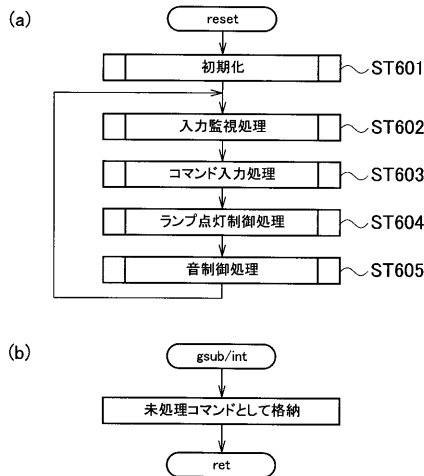 (a)
reset
初期化
ST601
入力監視処理
ST602
コマンド入力処理
ST603
ランプ点灯制御処理
ST604
音制御処理
ST605
(b)
gsub/int
未処理コマンドとして格納
ret